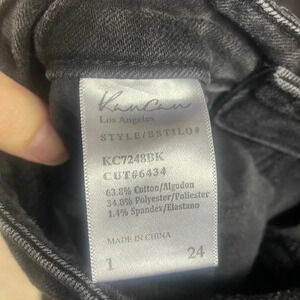 KanCan
Los Angeles
STYLE/ESTILO#
KC7248BK
CUT#6434
63.8% Cotton/Algodon
34.8% Polyester/Poliester
1.4% Spandex/Elastano
MADE IN CHINA
1 24